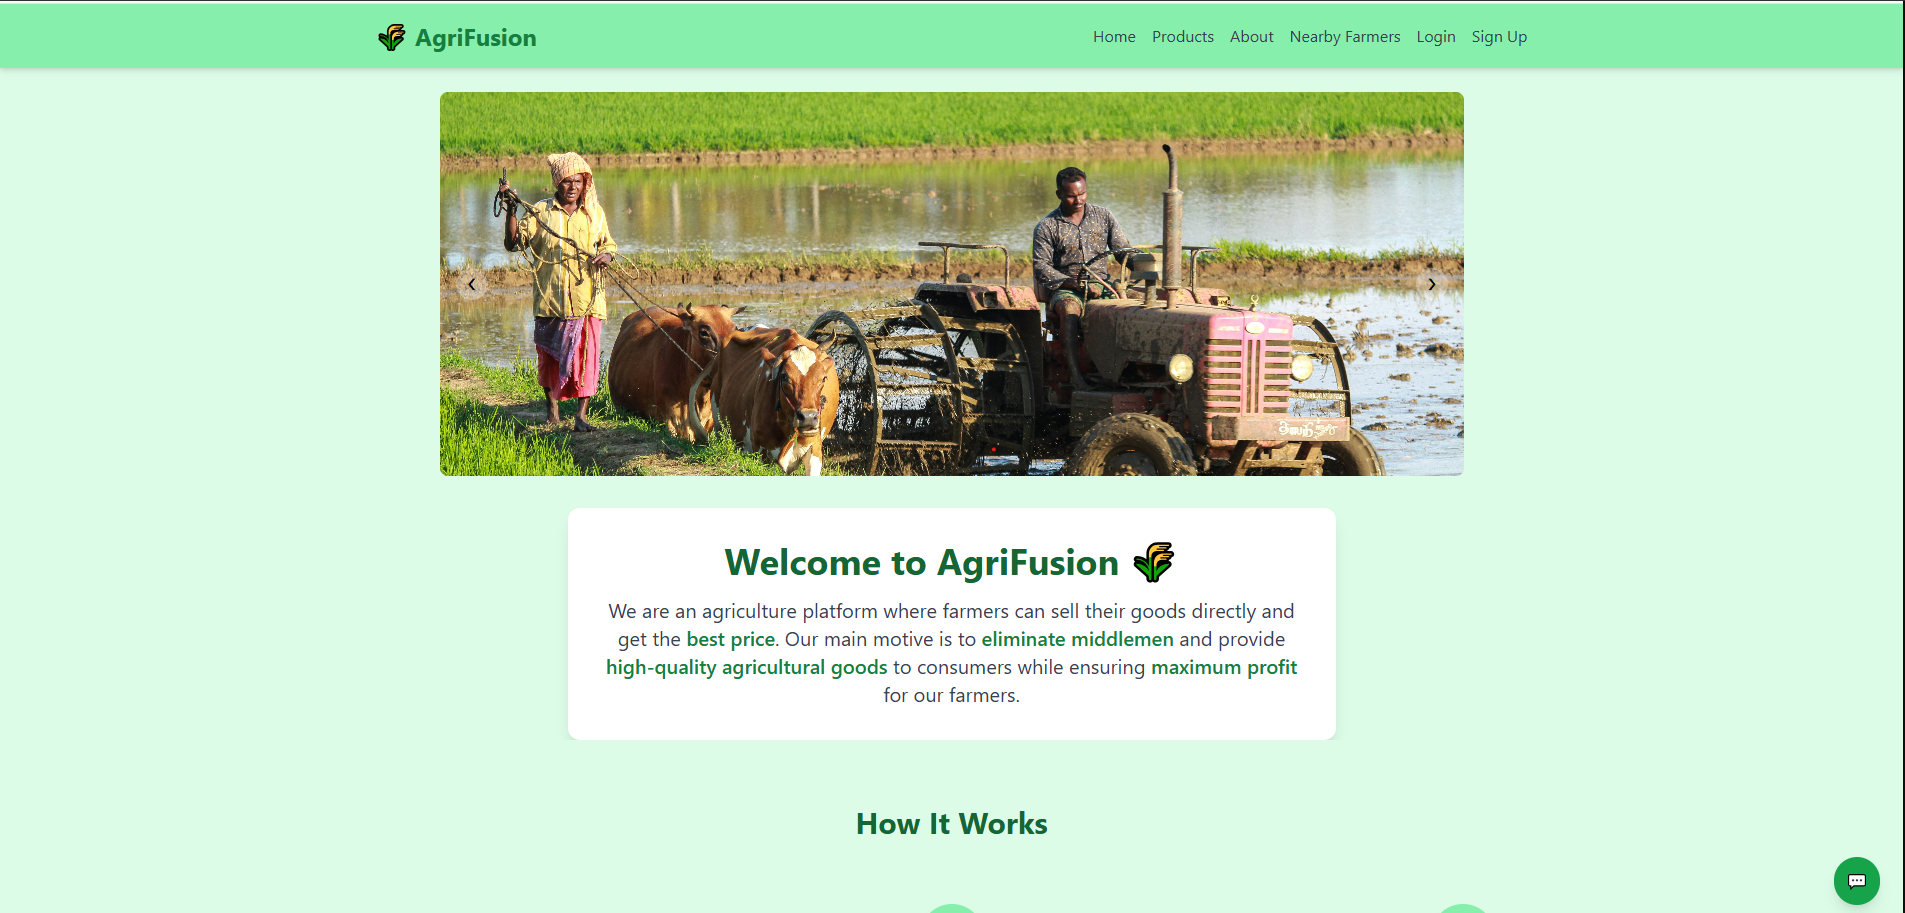 AgriFusion
Home Products About Nearby Farmers Login Sign Up
Welcome to AgriFusion
We are an agriculture platform where farmers can sell their goods directly and
get the best price. Our main motive is to eliminate middlemen and provide
high-quality agricultural goods to consumers while ensuring maximum profit
for our farmers.
How It Works